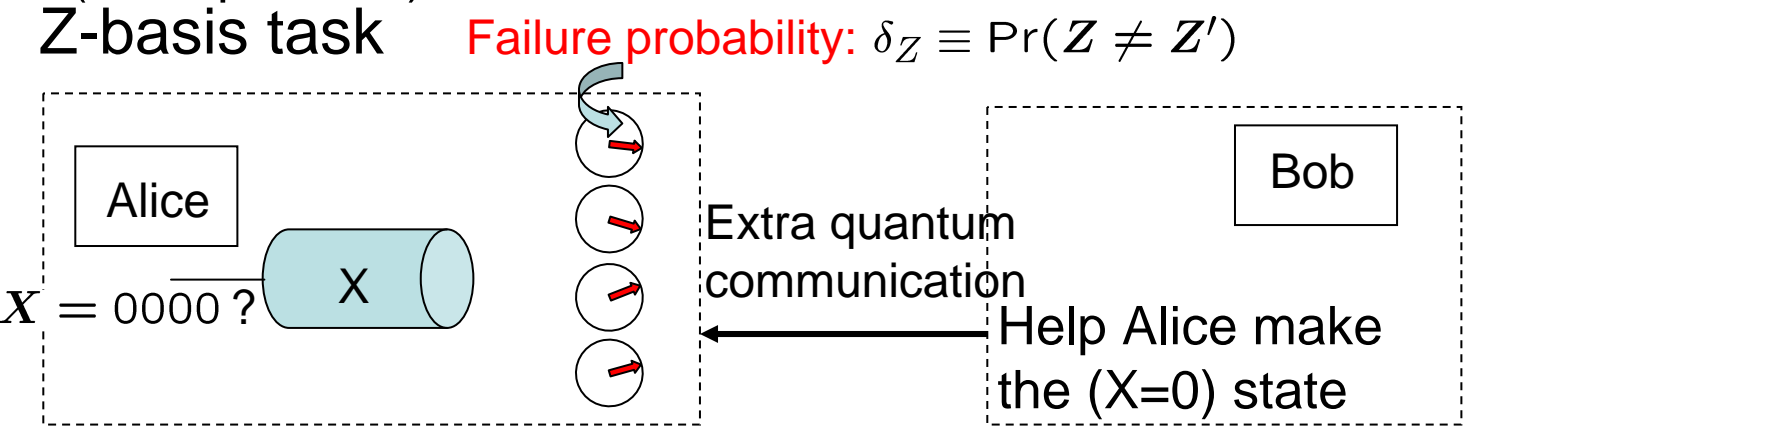 Z-basis task Failure probability: δ_Z ≡ Pr(Z ≠ Z′)
Alice
Bob
Extra quantum
communication
X = 0000 ?
X
Help Alice make
the (X=0) state